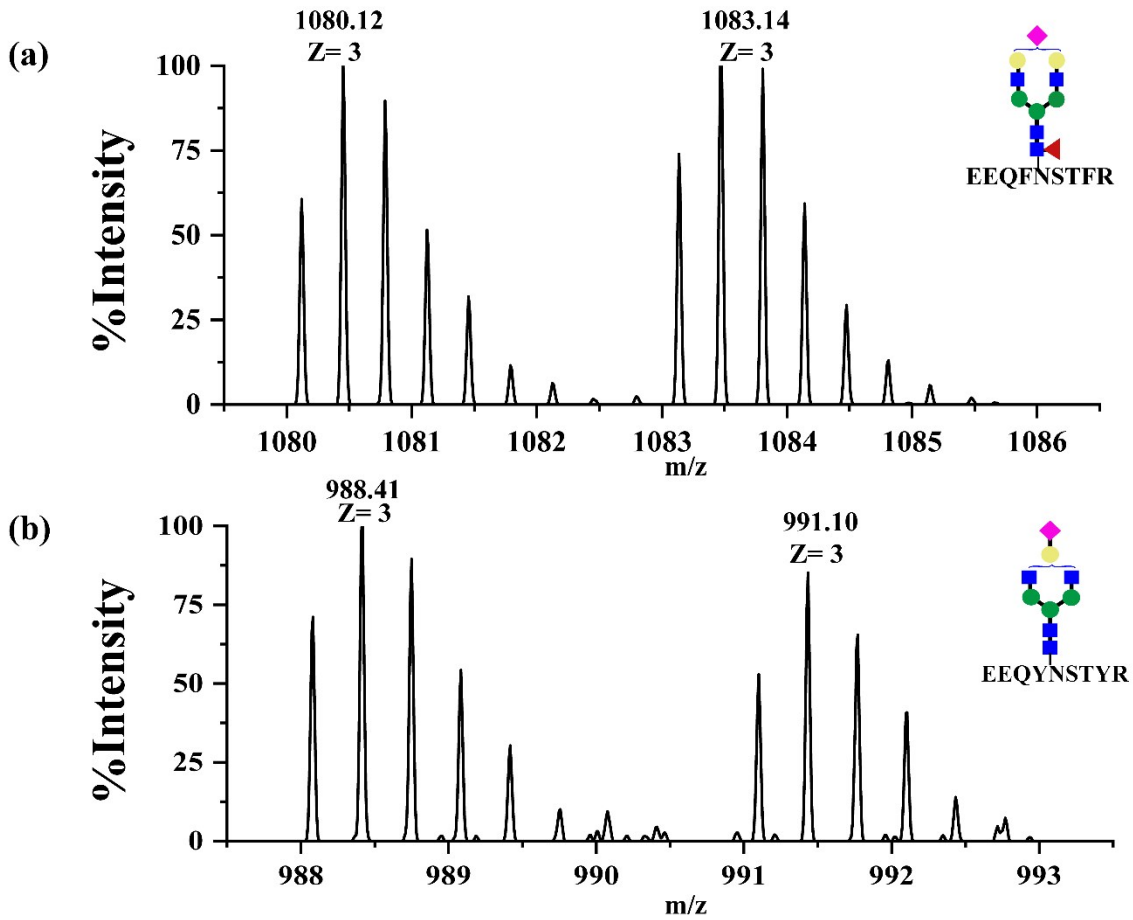 (a)
1080.12
Z= 3
1083.14
Z= 3
%Intensity
100
75
50
25
0
1080
1081
1082
1083
1084
1085
1086
m/z
EEQFNSTFR
(b)
988.41
Z= 3
991.10
Z= 3
%Intensity
100
75
50
25
0
988
989
990
991
992
993
m/z
EEQYNSTYR